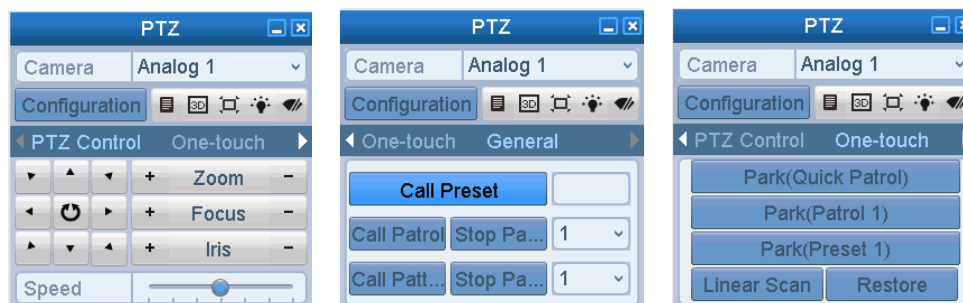 PTZ
Camera Analog 1
Configuration 3D
PTZ Control One-touch
+ Zoom -
+ Focus -
+ Iris -
Speed
PTZ
Camera Analog 1
Configuration 3D
One-touch General
Call Preset
Call Patrol Stop Pa... 1
Call Patt... Stop Pa... 1
PTZ
Camera Analog 1
Configuration 3D
PTZ Control One-touch
Park(Quick Patrol)
Park(Patrol 1)
Park(Preset 1)
Linear Scan Restore